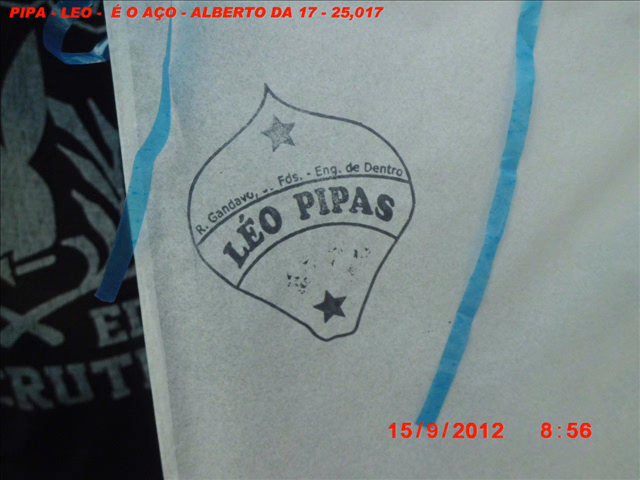 PIPA - LEO - É O AÇO - ALBERTO DA 17 - 25,017
R. Gandavo, Fds. - Eng. de Dentro
LÉO PIPAS
15/9/2012 8:56